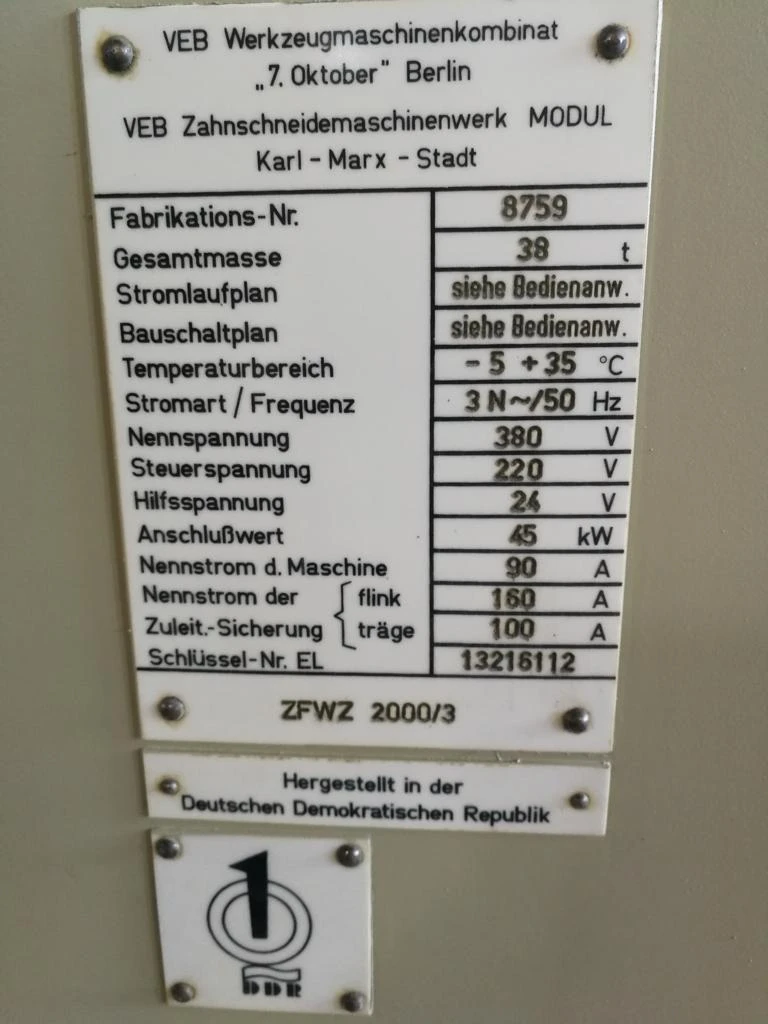 VEB Werkzeugmaschinenkombinat
„7. Oktober" Berlin
VEB Zahnschneidemaschinenwerk MODUL
Karl-Marx-Stadt
Fabrikations-Nr. 8759
Gesamtmasse 38 t
Stromlaufplan siehe Bedienanw.
Bauschaltplan siehe Bedienanw.
Temperaturbereich - 5 + 35 °C
Stromart / Frequenz 3 N ~/50 Hz
Nennspannung 380 V
Steuerspannung 220 V
Hilfsspannung 24 V
Anschlußwert 45 kW
Nennstrom d. Maschine 90 A
Nennstrom der { flink 160 A
Zuleit.-Sicherung { träge 100 A
Schlüssel-Nr. EL 13216112
ZFWZ 2000/3
Hergestellt in der
Deutschen Demokratischen Republik
1
DDR